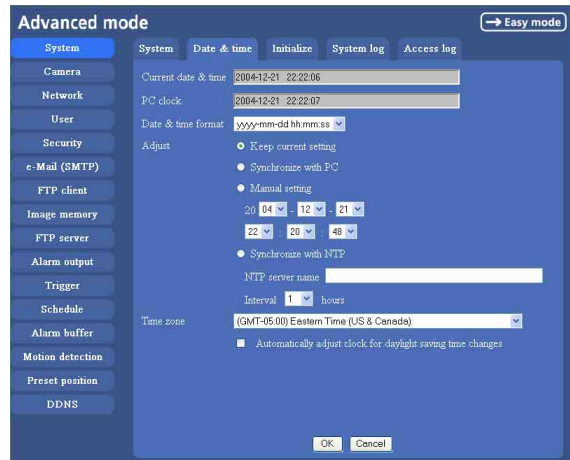 Advanced mode
→ Easy mode
System
Camera
Network
User
Security
e-Mail (SMTP)
FTP client
Image memory
FTP server
Alarm output
Trigger
Schedule
Alarm buffer
Motion detection
Preset position
DDNS
System Date & time Initialize System log Access log
Current date & time 2004-12-21 22:22:06
PC clock 2004-12-21 22:22:07
Date & time format yyyy-mm-dd hh:mm:ss
Adjust Keep current setting
Synchronize with PC
Manual setting
20 04 - 12 - 21
22 : 20 : 48
Synchronize with NTP
NTP server name
Interval 1 hours
Time zone (GMT-05:00) Eastern Time (US & Canada)
Automatically adjust clock for daylight saving time changes
OK Cancel